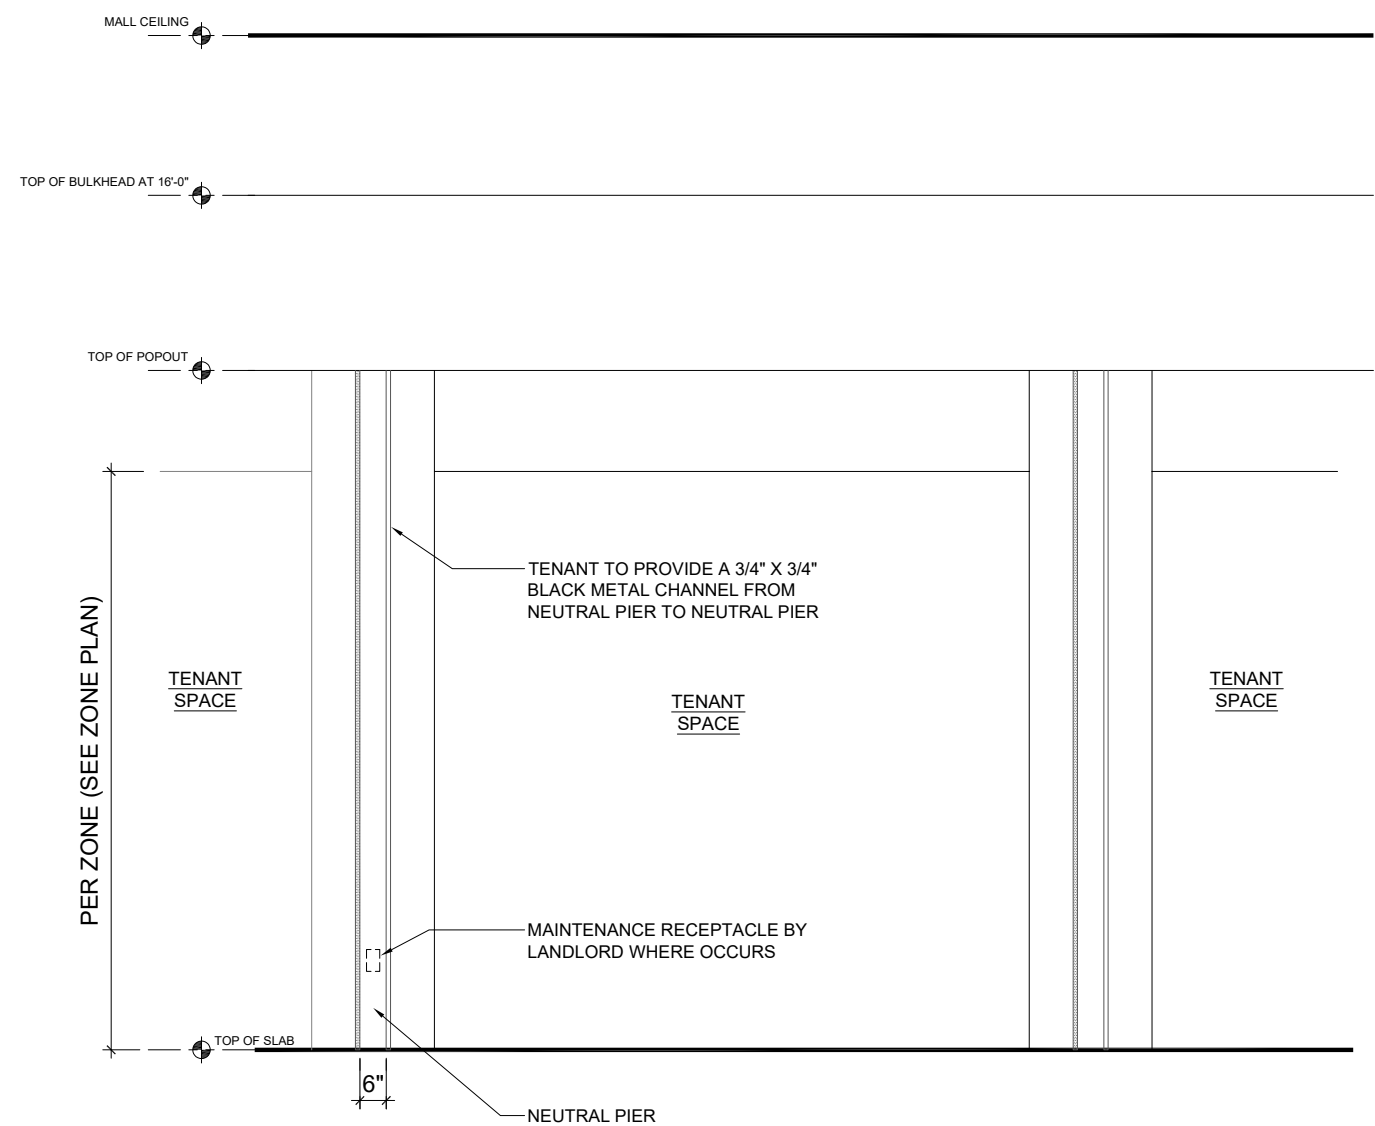 MALL CEILING
TOP OF BULKHEAD AT 16'-0"
TOP OF POPOUT
TENANT TO PROVIDE A 3/4" X 3/4"
BLACK METAL CHANNEL FROM
NEUTRAL PIER TO NEUTRAL PIER
PER ZONE (SEE ZONE PLAN)
TENANT
SPACE
TENANT
SPACE
TENANT
SPACE
MAINTENANCE RECEPTACLE BY
LANDLORD WHERE OCCURS
TOP OF SLAB
6"
NEUTRAL PIER